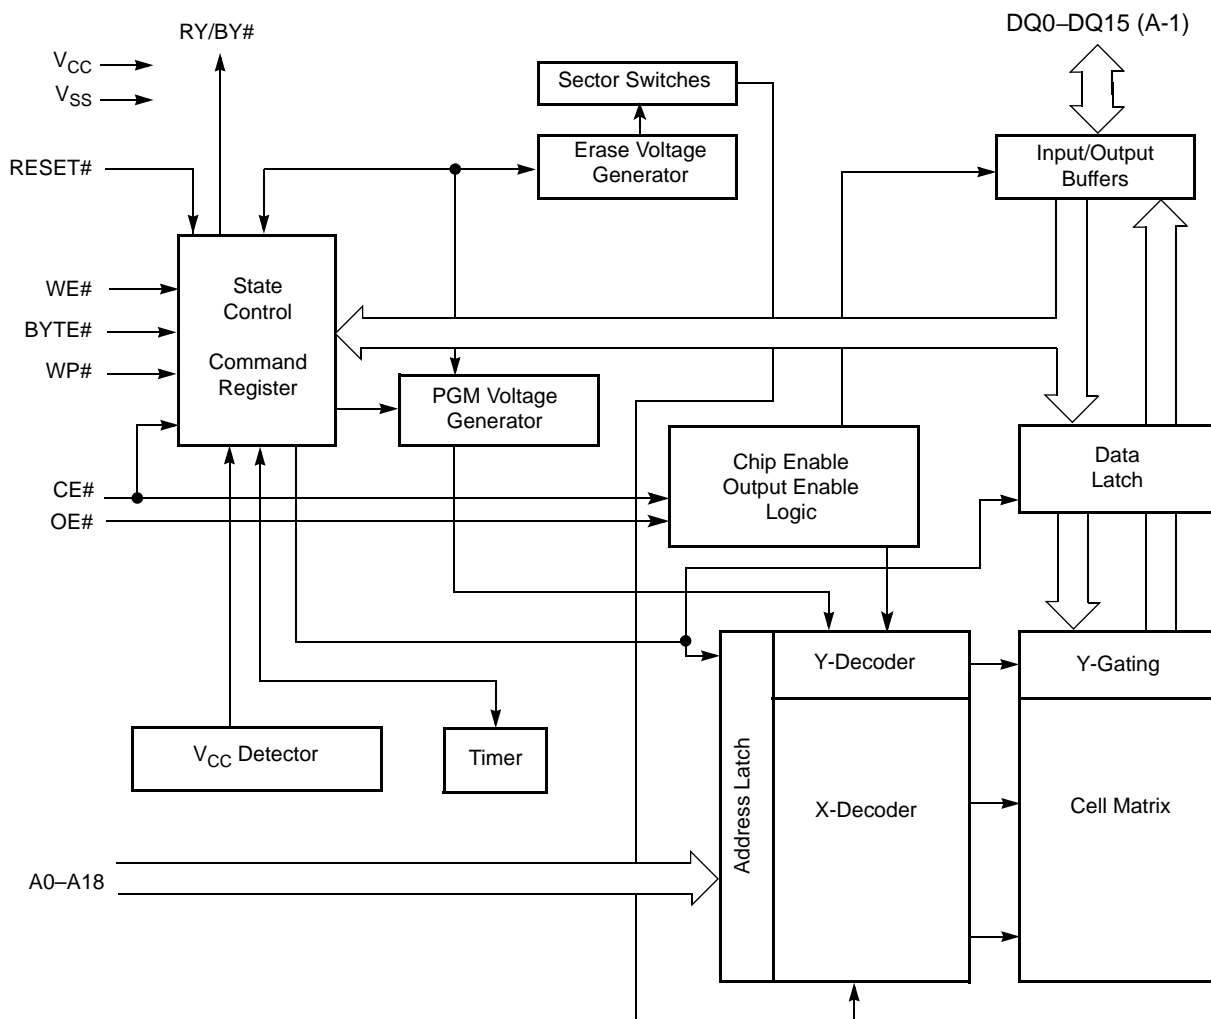 RY/BY#
DQ0–DQ15 (A-1)
VCC
VSS
Sector Switches
RESET#
Erase Voltage
Generator
Input/Output
Buffers
WE#
BYTE#
WP#
State
Control
Command
Register
PGM Voltage
Generator
CE#
OE#
Chip Enable
Output Enable
Logic
Data
Latch
Y-Decoder
Y-Gating
VCC Detector
Timer
Address Latch
X-Decoder
Cell Matrix
A0–A18